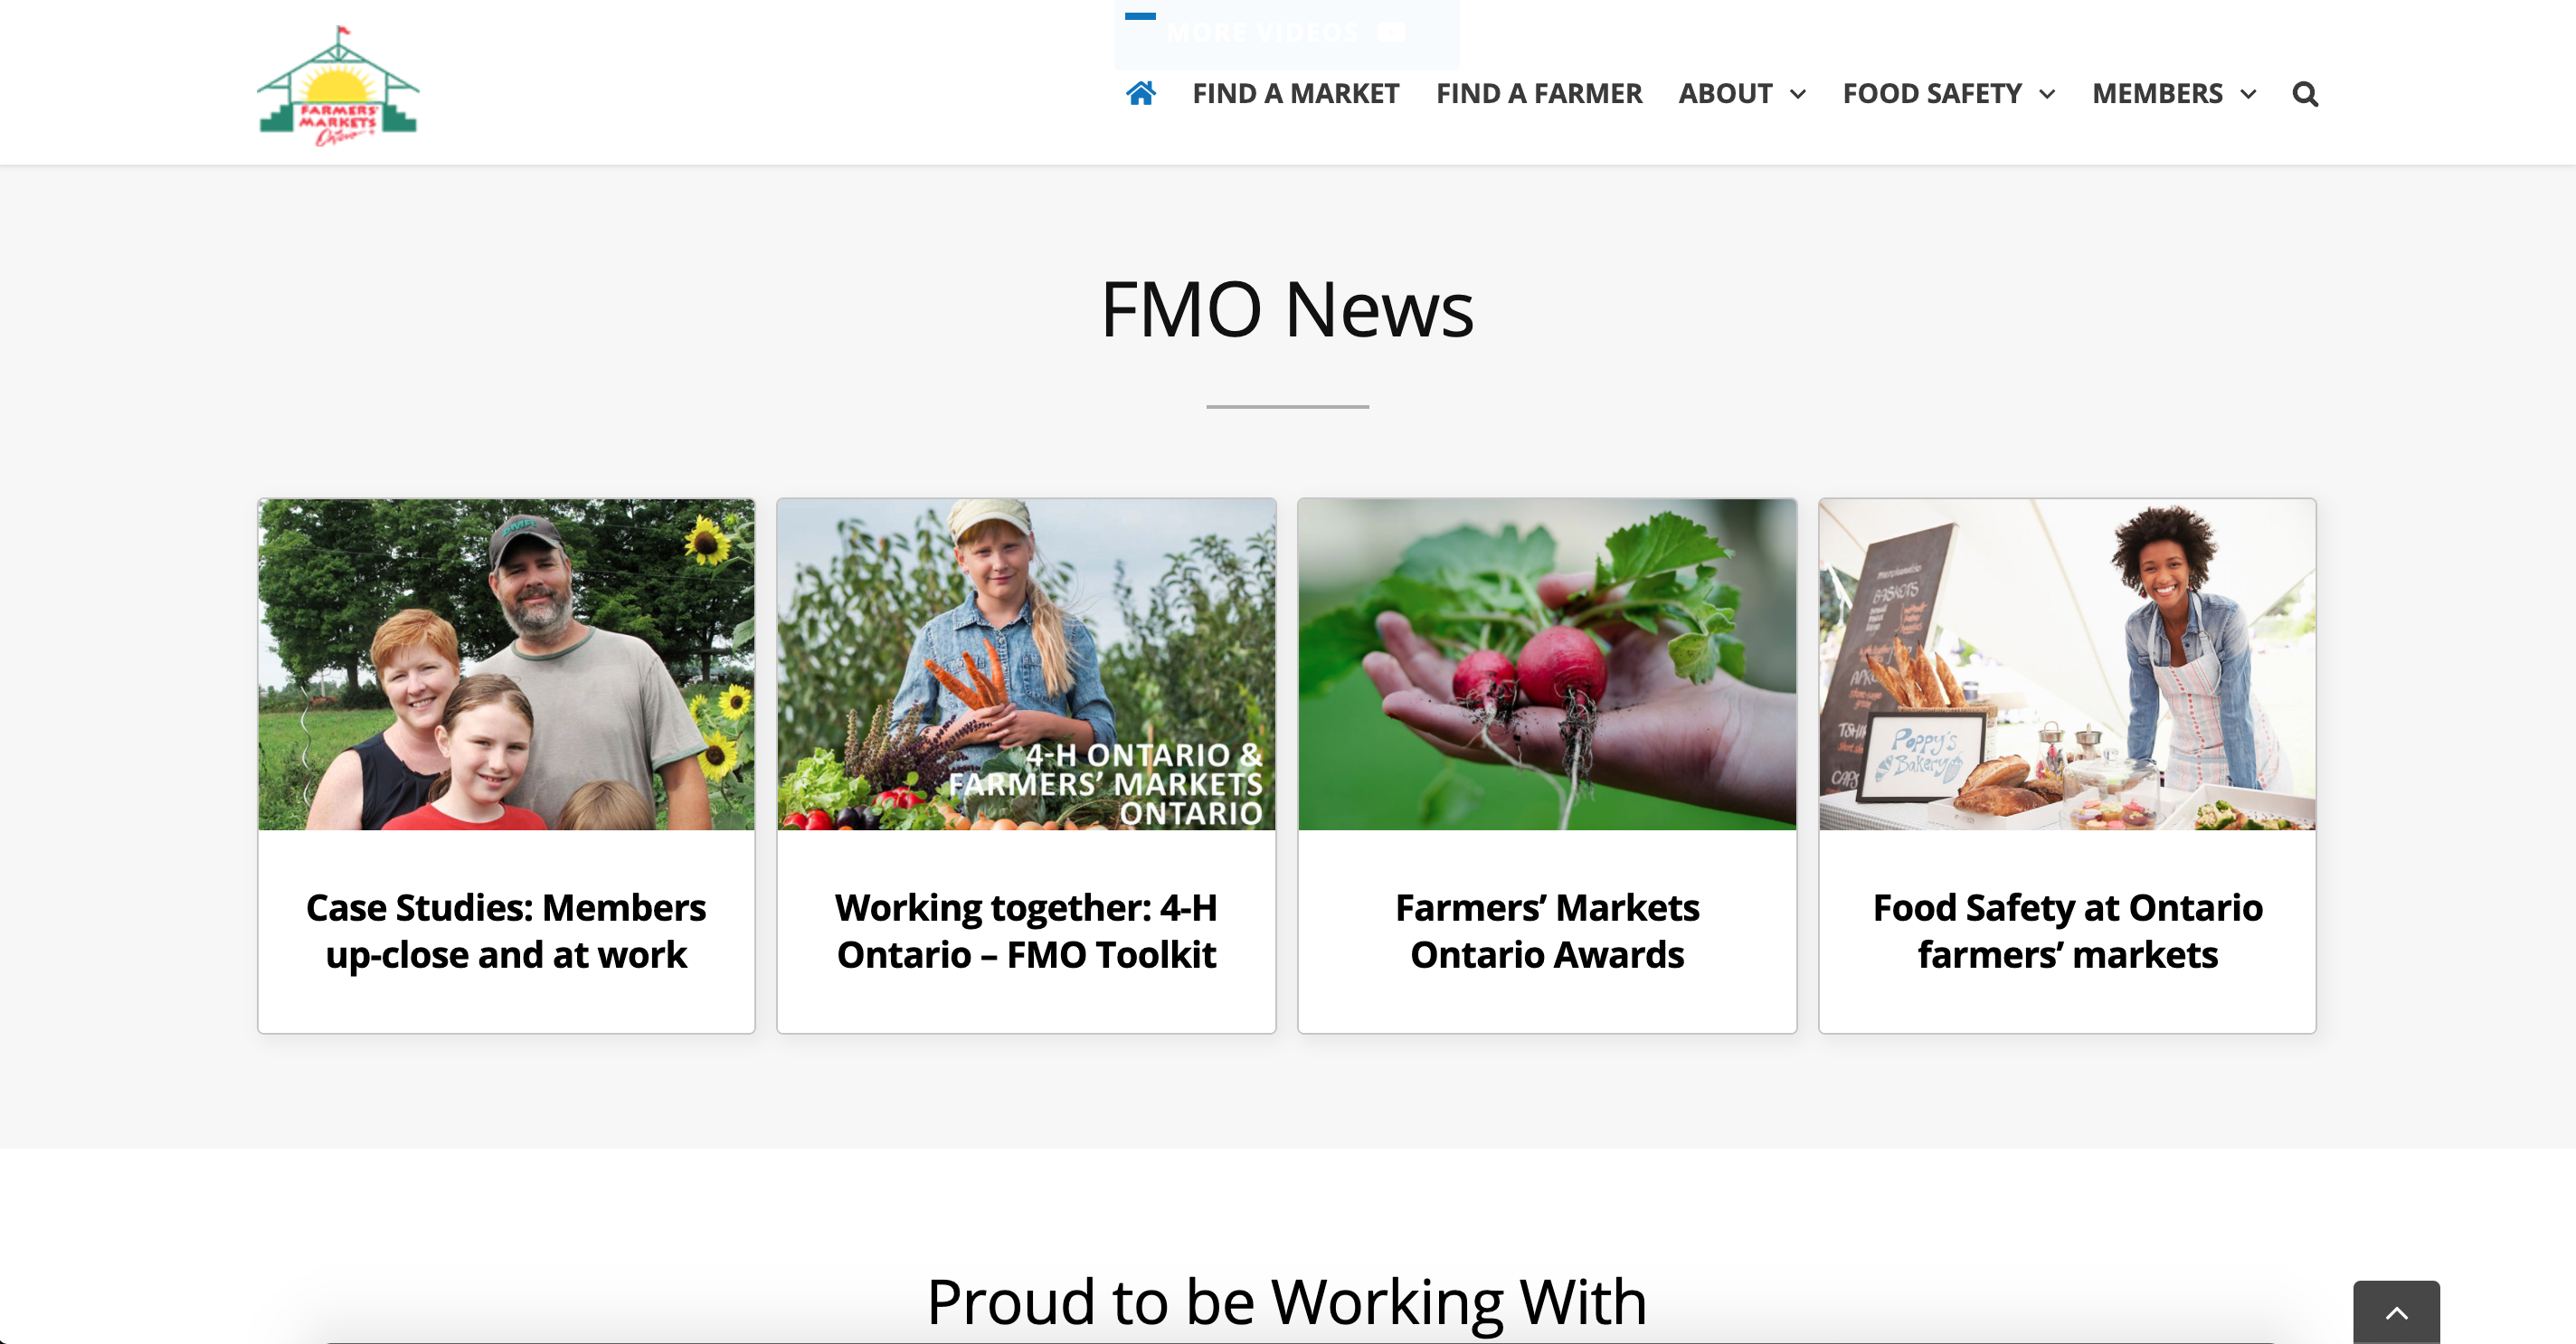 MORE VIDEOS
FARMERS'
MARKETS
Ontario
FIND A MARKET FIND A FARMER ABOUT FOOD SAFETY MEMBERS
FMO News
4-H ONTARIO &
FARMERS’ MARKETS
ONTARIO
BASKETS
Poppy's
Bakery
CAPS
Case Studies: Members
up-close and at work
Working together: 4-H
Ontario – FMO Toolkit
Farmers’ Markets
Ontario Awards
Food Safety at Ontario
farmers’ markets
Proud to be Working With